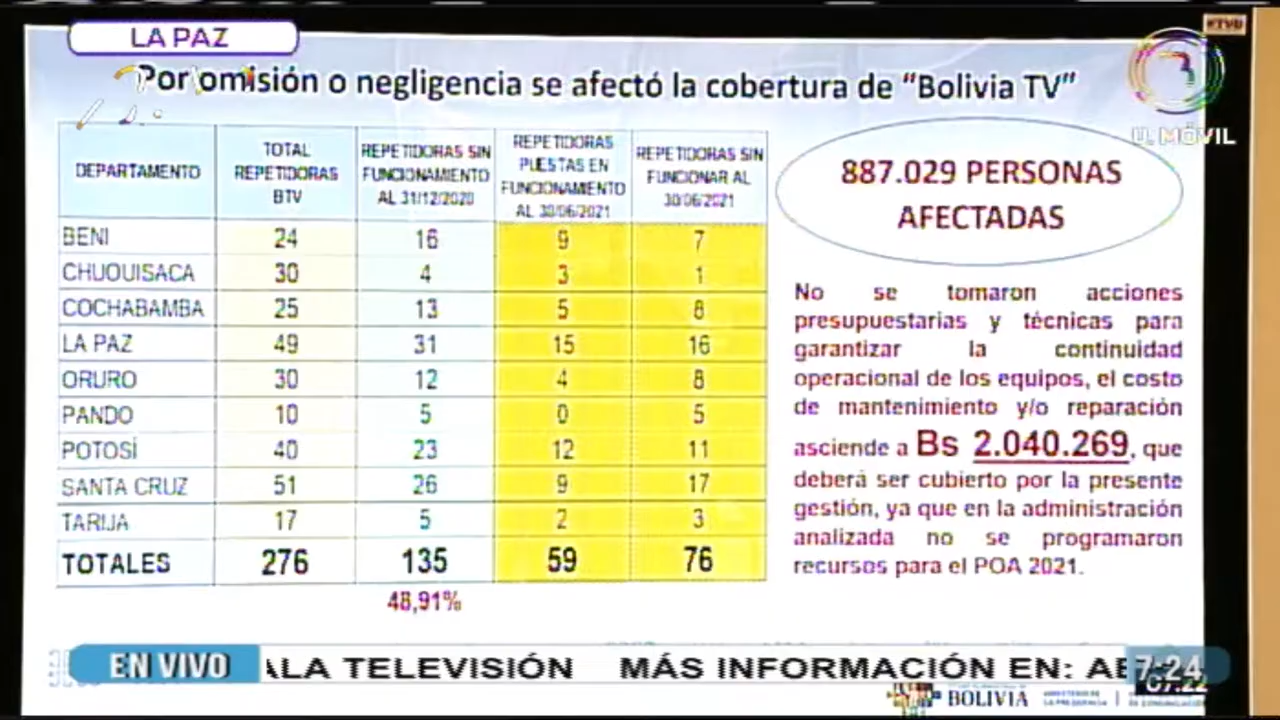 RTVD
LA PAZ
Por omisión o negligencia se afectó la cobertura de “Bolivia TV”
U. MÓVIL
DEPARTAMENTO
TOTAL REPETIDORAS BTV
REPETIDORAS SIN FUNCIONAMIENTO AL 31/12/2020
REPETIDORAS PUESTAS EN FUNCIONAMIENTO AL 30/06/2021
REPETIDORAS SIN FUNCIONAR AL 30/06/2021
BENI 24 16 9 7
CHUQUISACA 30 4 3 1
COCHABAMBA 25 13 5 8
LA PAZ 49 31 15 16
ORURO 30 12 4 8
PANDO 10 5 0 5
POTOSÍ 40 23 12 11
SANTA CRUZ 51 26 9 17
TARIJA 17 5 2 3
TOTALES 276 135 59 76
48,91%
887.029 PERSONAS
AFECTADAS
No se tomaron acciones
presupuestarias y técnicas para
garantizar la continuidad
operacional de los equipos, el costo
de mantenimiento y/o reparación
asciende a Bs 2.040.269, que
deberá ser cubierto por la presente
gestión, ya que en la administración
analizada no se programaron
recursos para el POA 2021.
EN VIVO
ALA TELEVISIÓN MÁS INFORMACIÓN EN: AB
7:24
07:22
BOLIVIA